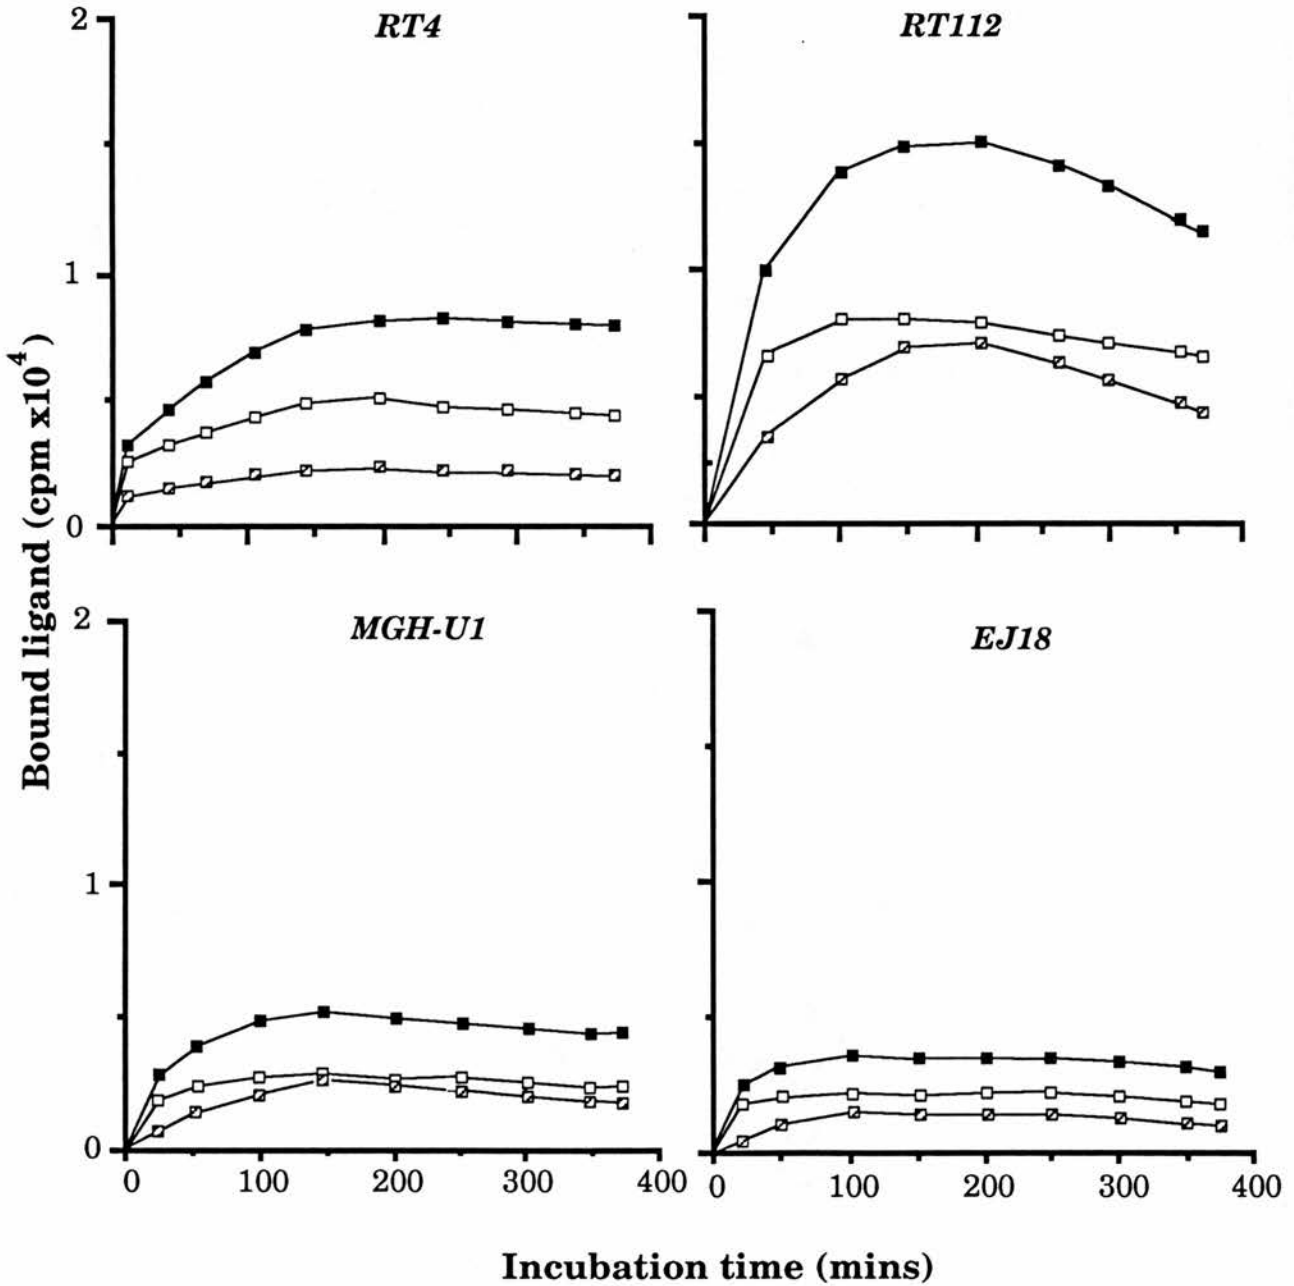 RT4
RT112
2
1
0
Bound ligand (cpm x10⁴)
MGH-U1
EJ18
2
1
0
0 100 200 300 400
0 100 200 300 400
Incubation time (mins)